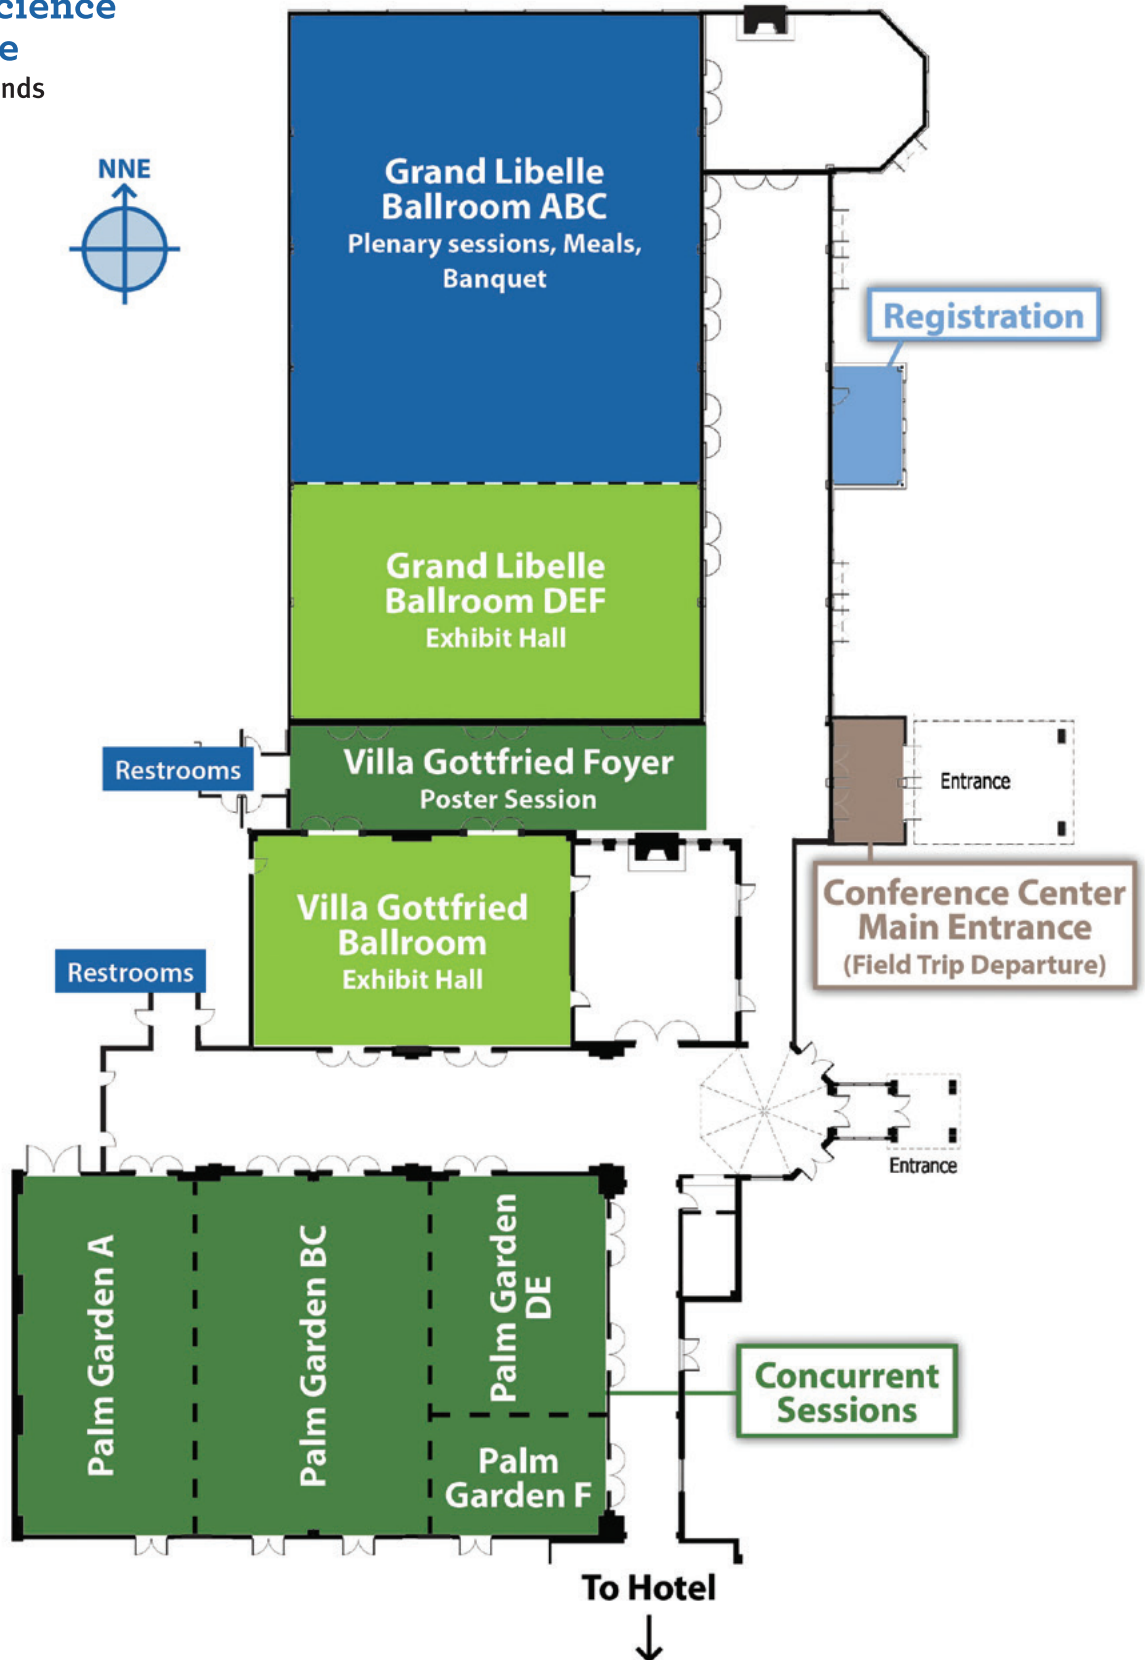 cience
e
nds
NNE
Grand Libelle
Ballroom ABC
Plenary sessions, Meals,
Banquet
Registration
Grand Libelle
Ballroom DEF
Exhibit Hall
Restrooms
Villa Gottfried Foyer
Poster Session
Entrance
Conference Center
Main Entrance
(Field Trip Departure)
Villa Gottfried
Ballroom
Exhibit Hall
Restrooms
Entrance
Palm Garden A
Palm Garden BC
Palm Garden
DE
Palm
Garden F
Concurrent
Sessions
To Hotel